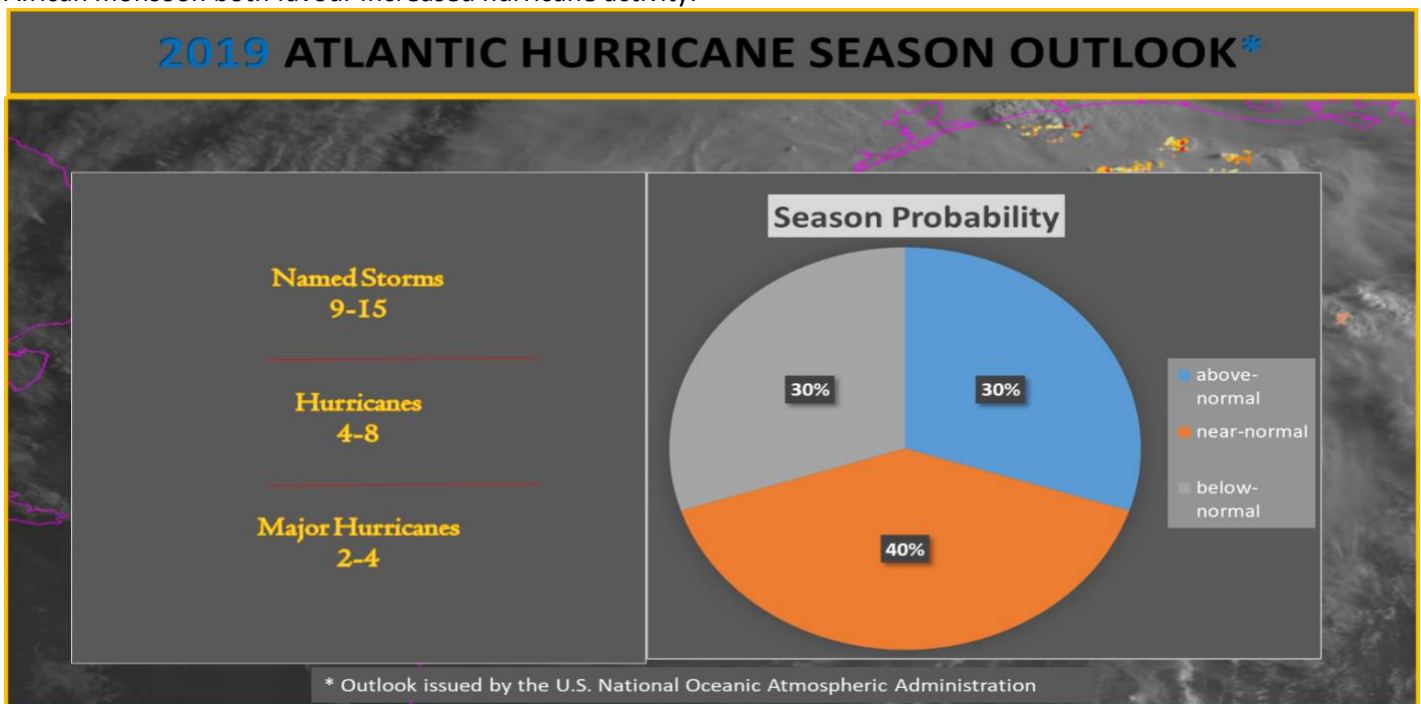 African monsoon both favour increased hurricane activity.
2019 ATLANTIC HURRICANE SEASON OUTLOOK*
Named Storms
9-15
Hurricanes
4-8
Major Hurricanes
2-4
Season Probability
30%
30%
40%
above-
normal
near-normal
below-
normal
* Outlook issued by the U.S. National Oceanic Atmospheric Administration